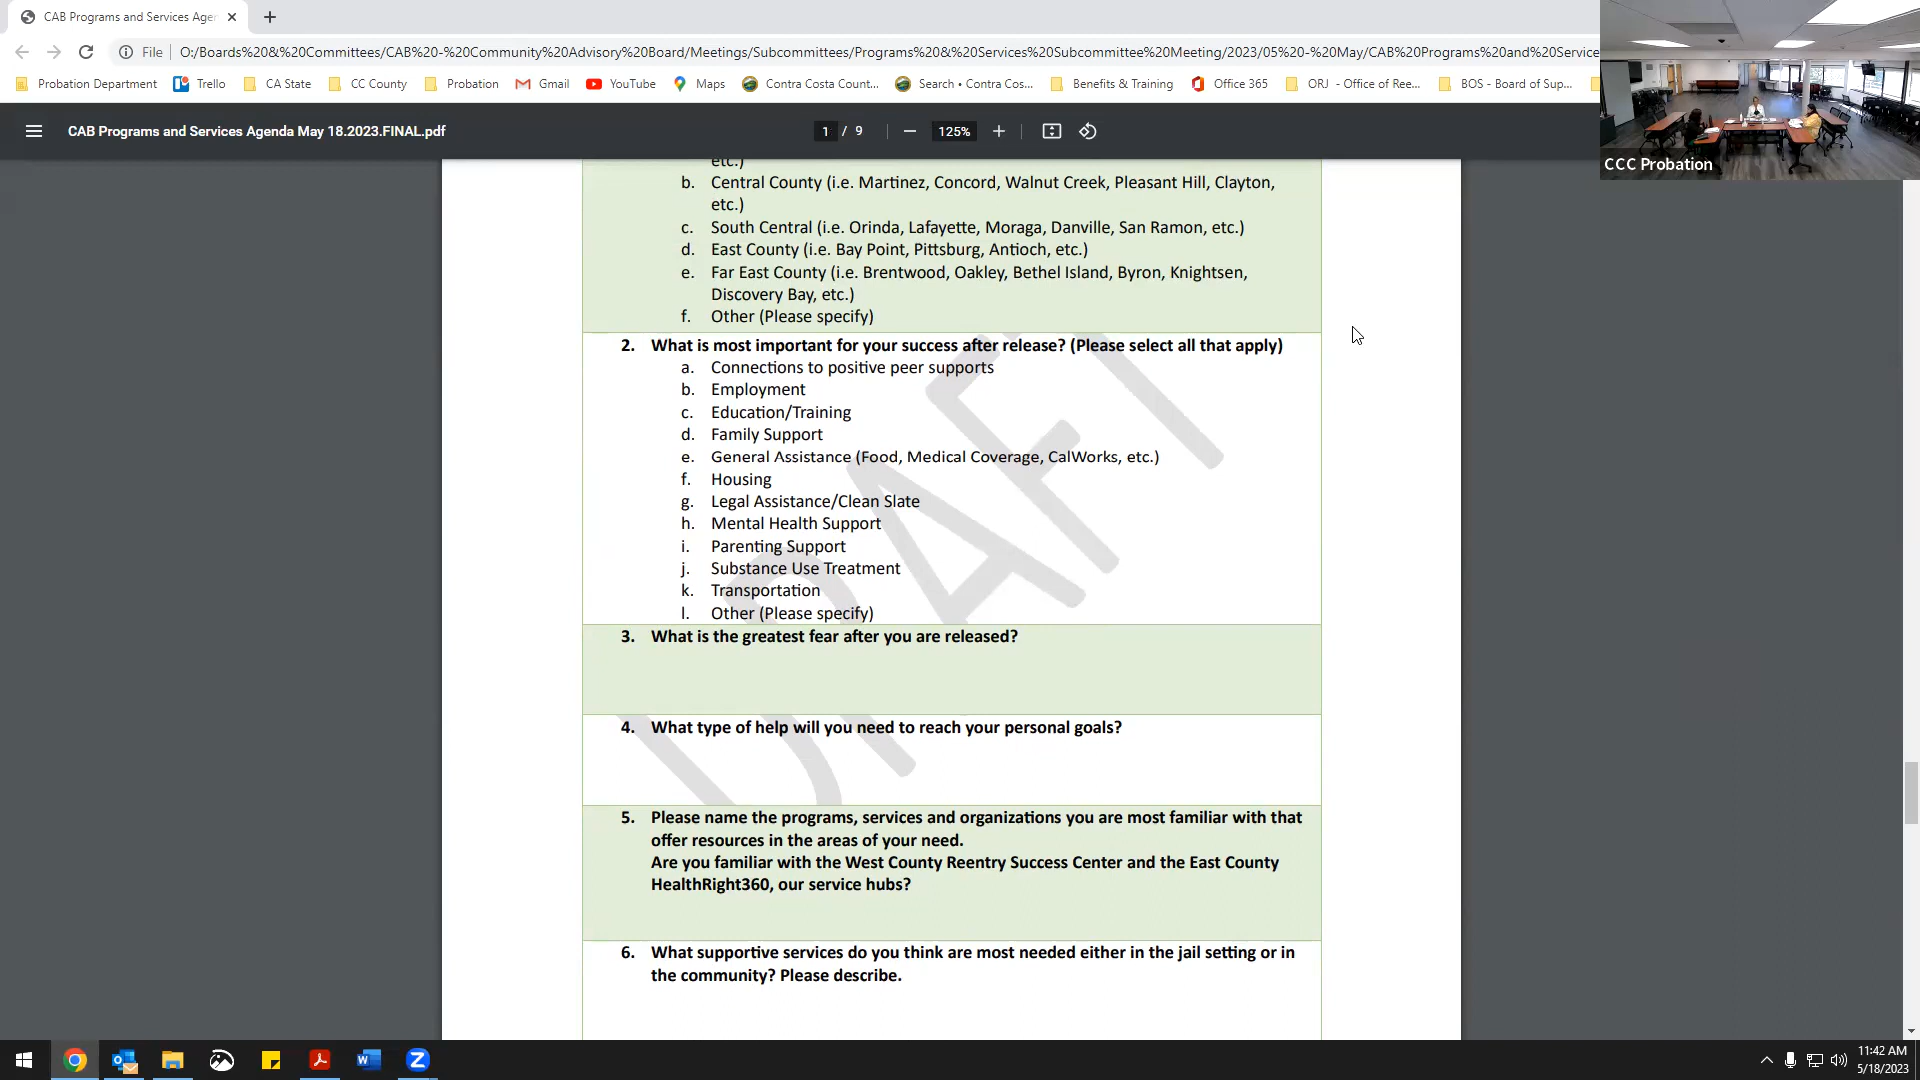 CAB Programs and Services Ager
File
O:/Boards%20&%20Committees/CAB%20-%20Community%20Advisory%20Board/Meetings/Subcommittees/Programs%20&%20Services%20Subcommittee%20Meeting/2023/05%20-%20May/CAB%20Programs%20and%20Service
Probation Department
Trello
CA State
CC County
Probation
Gmail
YouTube
Maps
Contra Costa Count...
Search • Contra Cos...
Benefits & Training
Office 365
ORJ - Office of Ree...
BOS - Board of Sup...
CAB Programs and Services Agenda May 18.2023.FINAL.pdf
1 / 9
125%
CCC Probation
etc.)
b. Central County (i.e. Martinez, Concord, Walnut Creek, Pleasant Hill, Clayton,
etc.)
c. South Central (i.e. Orinda, Lafayette, Moraga, Danville, San Ramon, etc.)
d. East County (i.e. Bay Point, Pittsburg, Antioch, etc.)
e. Far East County (i.e. Brentwood, Oakley, Bethel Island, Byron, Knightsen,
Discovery Bay, etc.)
f. Other (Please specify)
2. What is most important for your success after release? (Please select all that apply)
a. Connections to positive peer supports
b. Employment
c. Education/Training
d. Family Support
e. General Assistance (Food, Medical Coverage, CalWorks, etc.)
f. Housing
g. Legal Assistance/Clean Slate
h. Mental Health Support
i. Parenting Support
j. Substance Use Treatment
k. Transportation
l. Other (Please specify)
3. What is the greatest fear after you are released?
4. What type of help will you need to reach your personal goals?
5. Please name the programs, services and organizations you are most familiar with that
offer resources in the areas of your need.
Are you familiar with the West County Reentry Success Center and the East County
HealthRight360, our service hubs?
6. What supportive services do you think are most needed either in the jail setting or in
the community? Please describe.
DRAFT
11:42 AM
5/18/2023